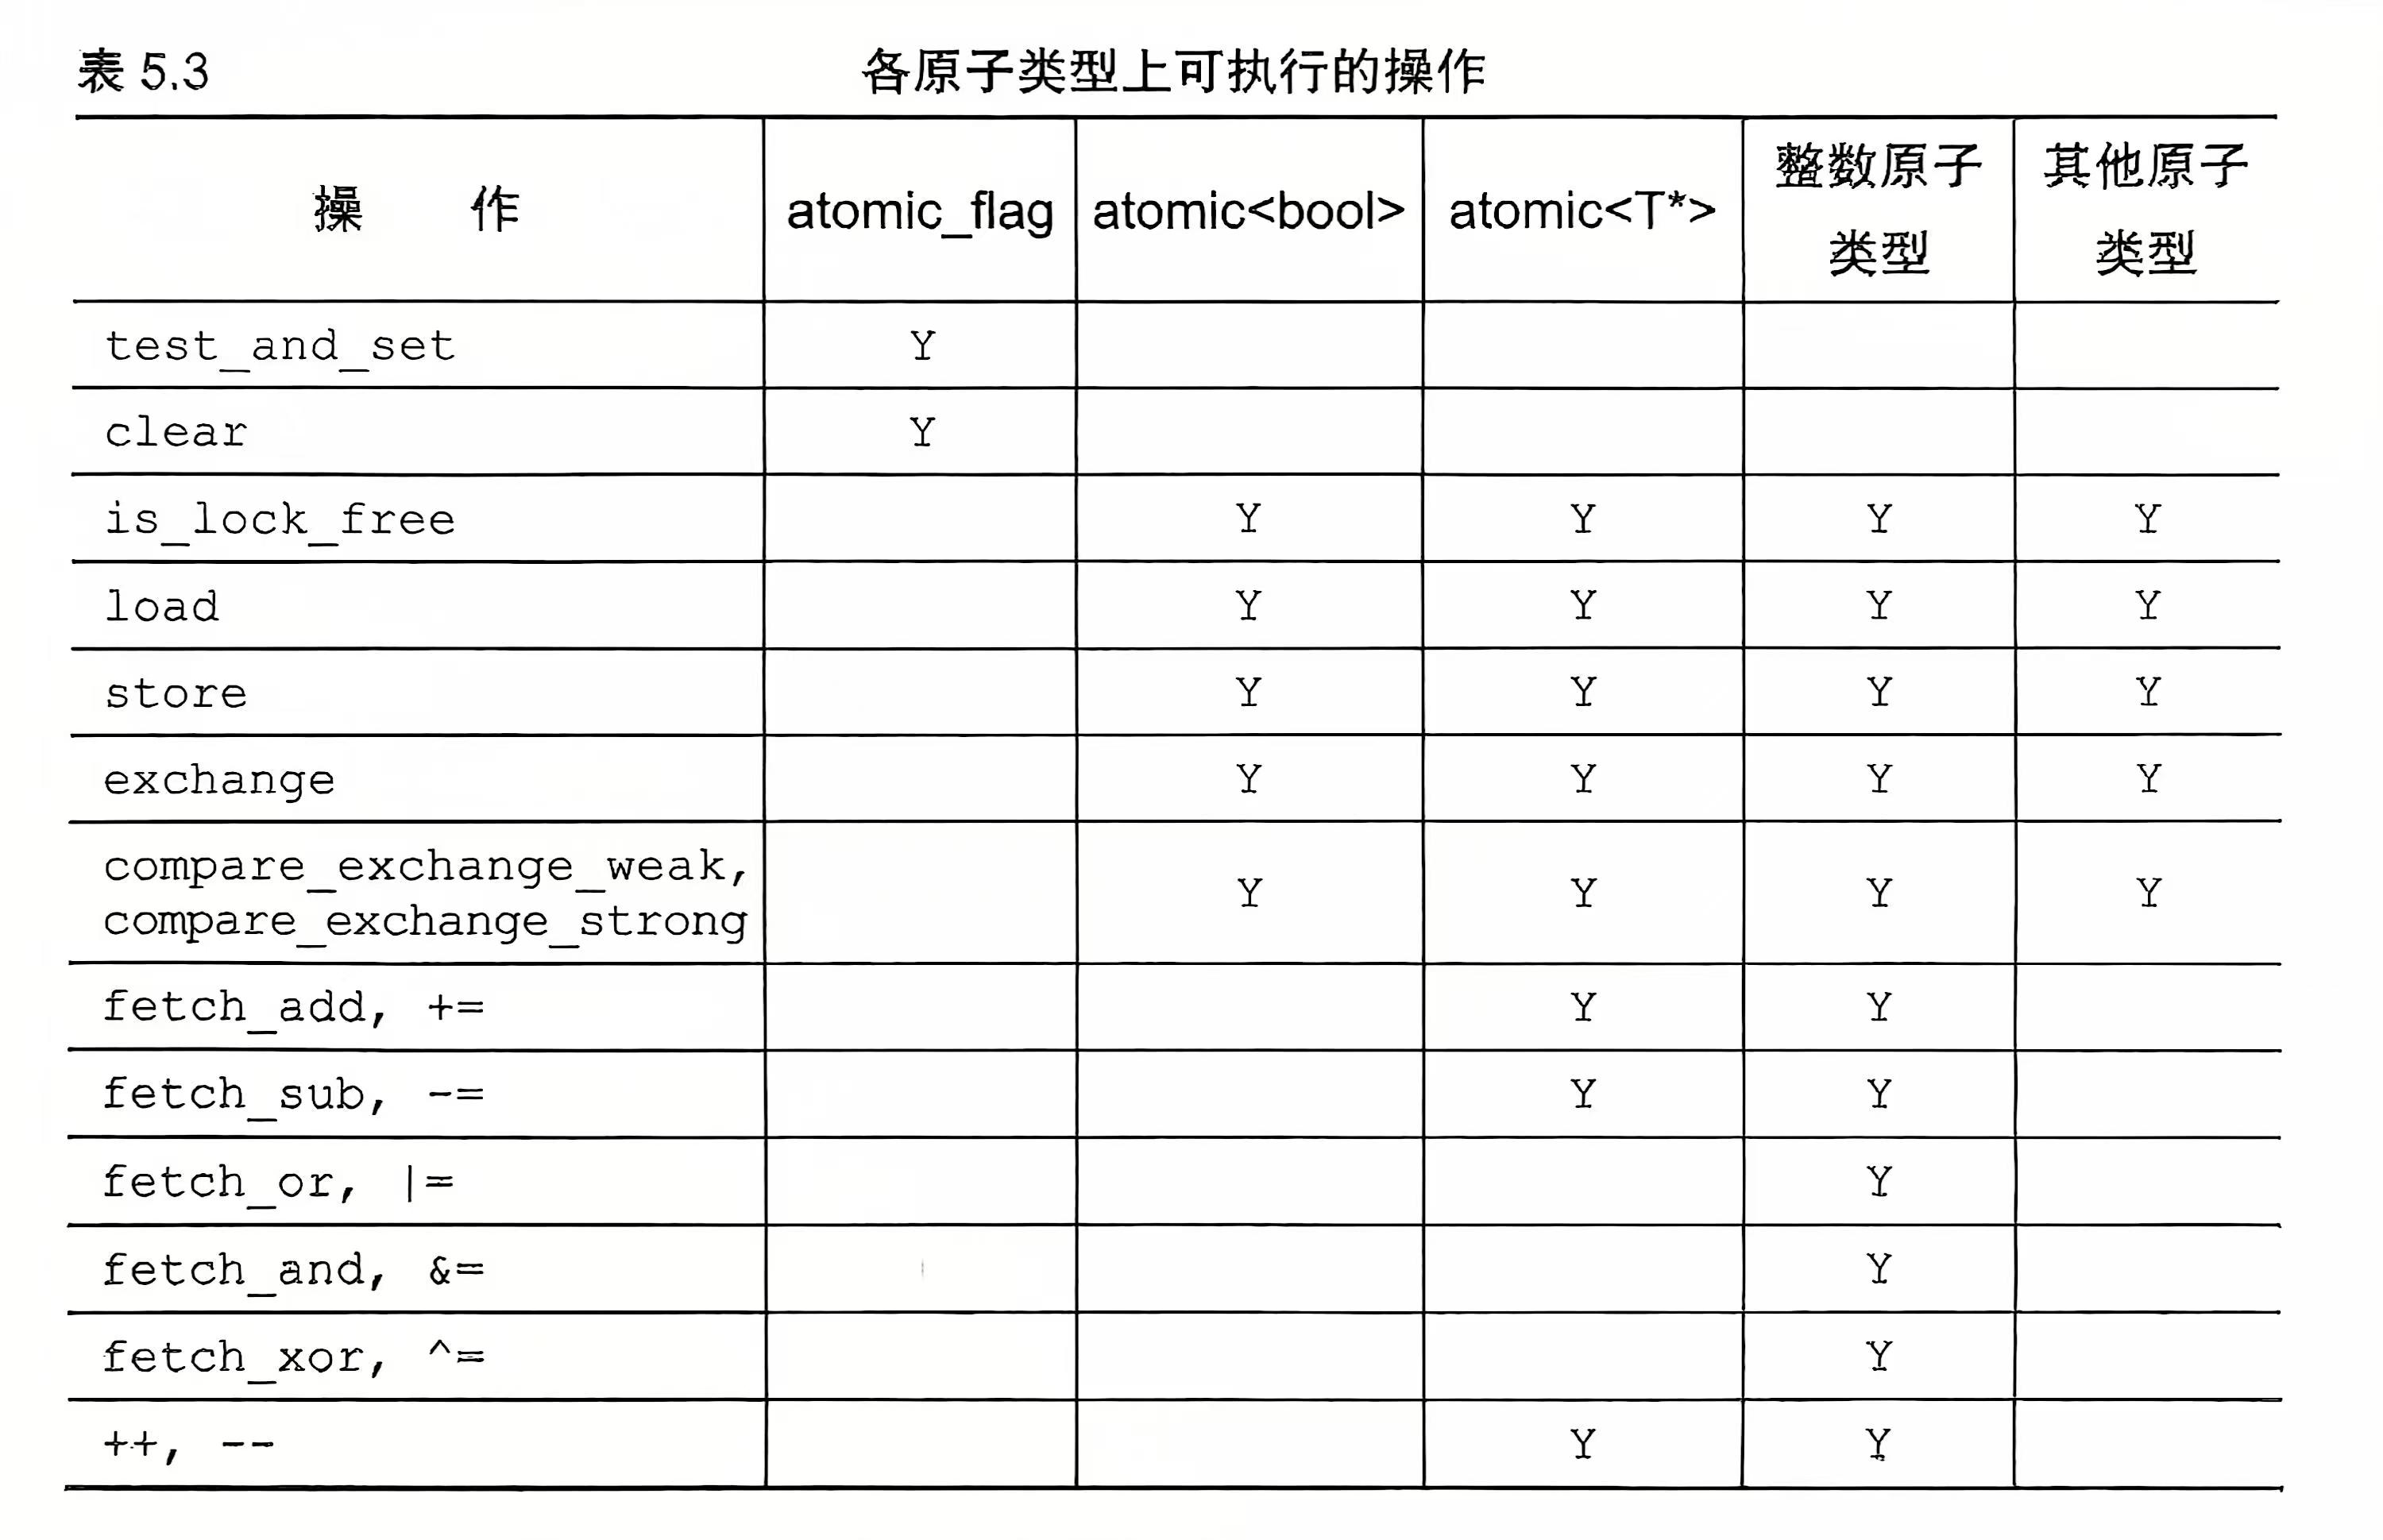 表 5.3 各原子类型上可执行的操作
操 作 atomic_flag atomic<bool> atomic<T*> 整数原子类型 其他原子类型
test_and_set Y
clear Y
is_lock_free Y Y Y Y
load Y Y Y Y
store Y Y Y Y
exchange Y Y Y Y
compare_exchange_weak,
compare_exchange_strong Y Y Y Y
fetch_add, += Y Y
fetch_sub, -= Y Y
fetch_or, |= Y
fetch_and, &= Y
fetch_xor, ^= Y
++, -- Y Y